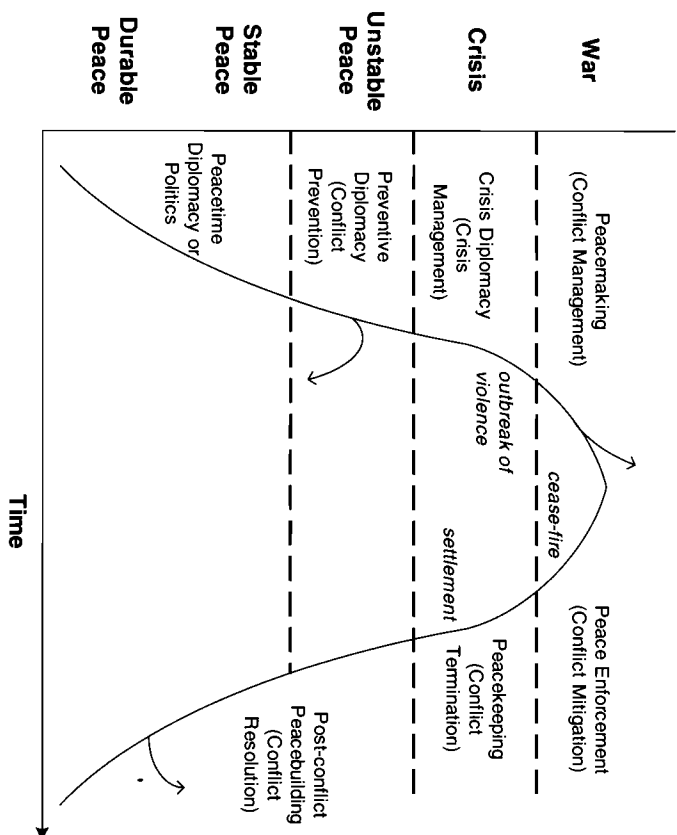 War
Crisis
Unstable
Peace
Stable
Peace
Durable
Peace
Peacemaking
(Conflict Management)
Crisis Diplomacy
(Crisis
Management)
Preventive
Diplomacy
(Conflict
Prevention)
Peacetime
Diplomacy or
Politics
outbreak of
violence
cease-fire
settlement
Peace Enforcement
(Conflict Mitigation)
Peacekeeping
(Conflict
Termination)
Post-conflict
Peacebuilding
(Conflict
Resolution)
Time